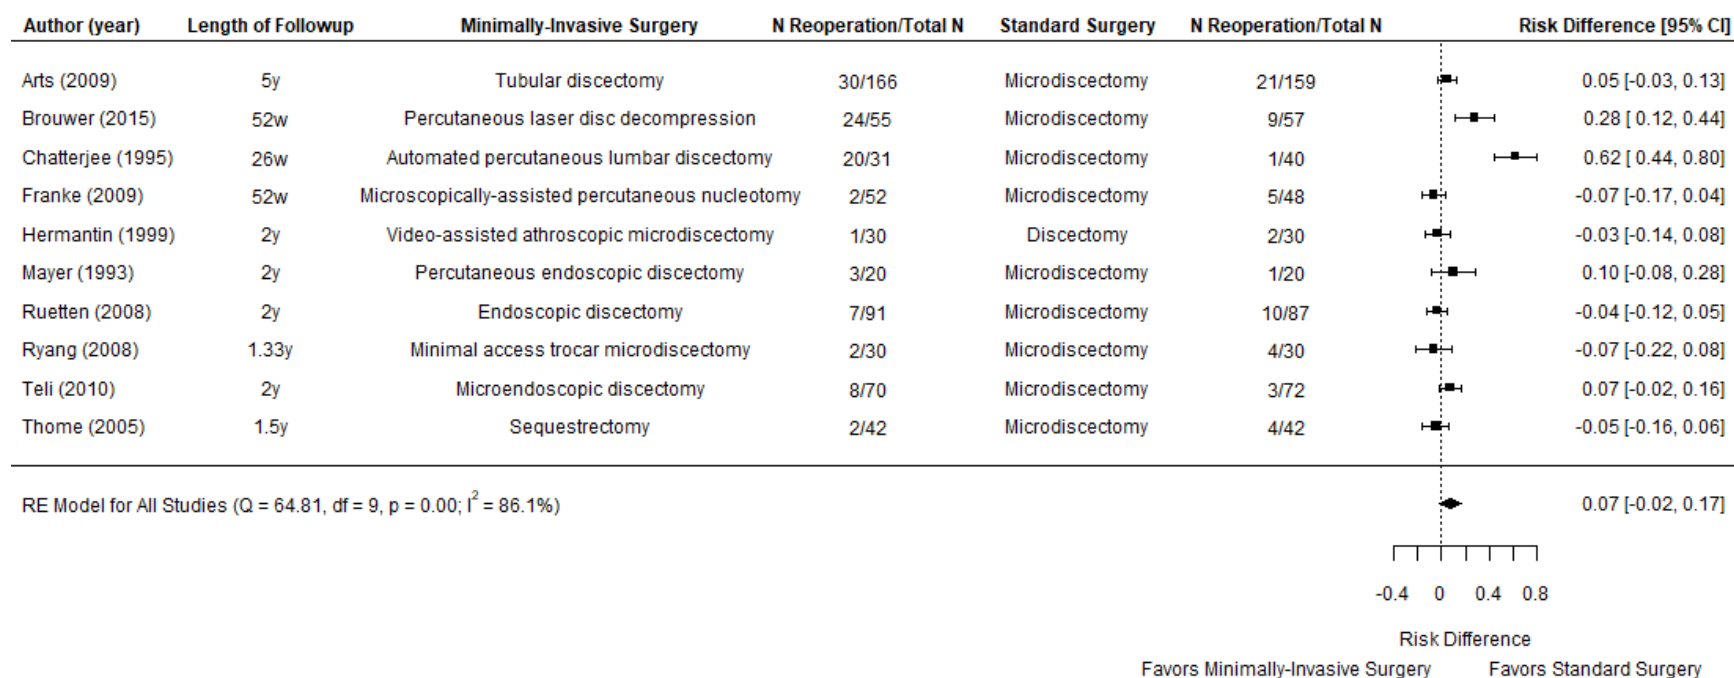 Author (year) Length of Followup Minimally-Invasive Surgery N Reoperation/Total N Standard Surgery N Reoperation/Total N Risk Difference [95% CI]
Arts (2009) 5y Tubular discectomy 30/166 Microdiscectomy 21/159 0.05 [-0.03, 0.13]
Brouwer (2015) 52w Percutaneous laser disc decompression 24/55 Microdiscectomy 9/57 0.28 [ 0.12, 0.44]
Chatterjee (1995) 26w Automated percutaneous lumbar discectomy 20/31 Microdiscectomy 1/40 0.62 [ 0.44, 0.80]
Franke (2009) 52w Microscopically-assisted percutaneous nucleotomy 2/52 Microdiscectomy 5/48 -0.07 [-0.17, 0.04]
Hermantin (1999) 2y Video-assisted athroscopic microdiscectomy 1/30 Discectomy 2/30 -0.03 [-0.14, 0.08]
Mayer (1993) 2y Percutaneous endoscopic discectomy 3/20 Microdiscectomy 1/20 0.10 [-0.08, 0.28]
Ruetten (2008) 2y Endoscopic discectomy 7/91 Microdiscectomy 10/87 -0.04 [-0.12, 0.05]
Ryang (2008) 1.33y Minimal access trocar microdiscectomy 2/30 Microdiscectomy 4/30 -0.07 [-0.22, 0.08]
Teli (2010) 2y Microendoscopic discectomy 8/70 Microdiscectomy 3/72 0.07 [-0.02, 0.16]
Thome (2005) 1.5y Sequestrectomy 2/42 Microdiscectomy 4/42 -0.05 [-0.16, 0.06]
RE Model for All Studies (Q = 64.81, df = 9, p = 0.00; I² = 86.1%) 0.07 [-0.02, 0.17]
-0.4 0 0.4 0.8
Risk Difference
Favors Minimally-Invasive Surgery Favors Standard Surgery